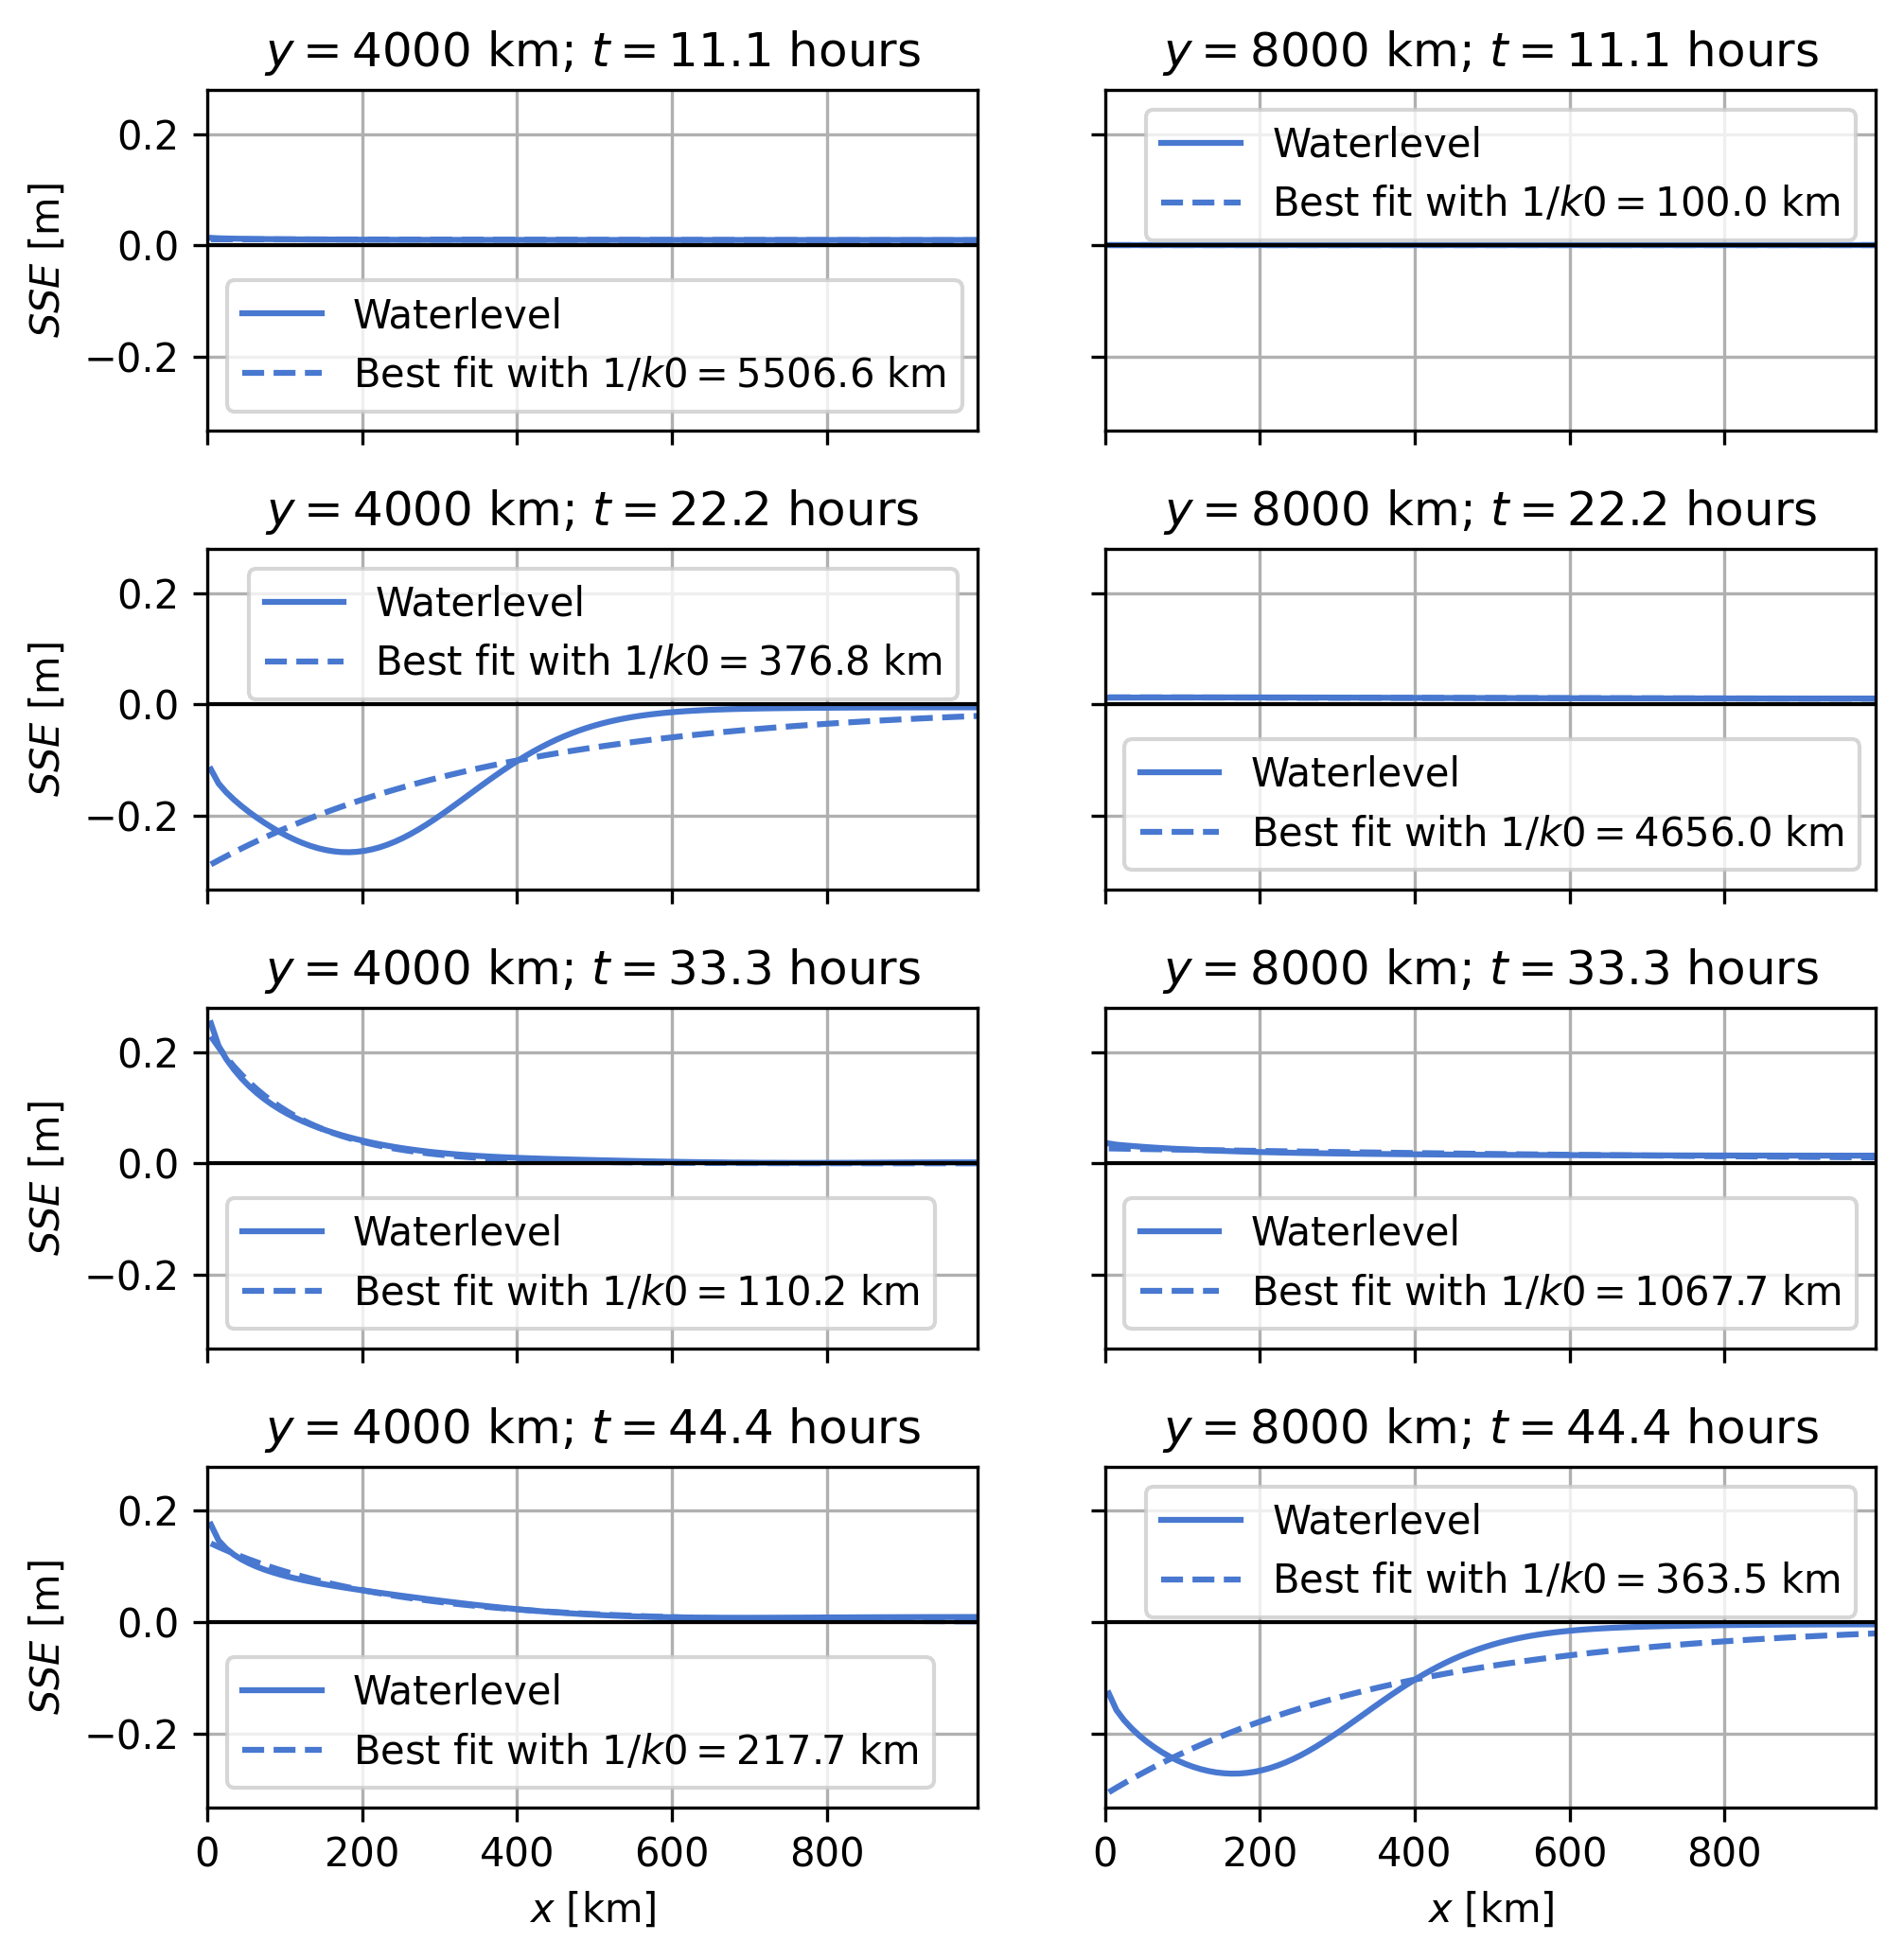 y = 4000 km; t = 11.1 hours
SSE [m]
0.2
0.0
−0.2
Waterlevel
Best fit with 1/k0 = 5506.6 km
y = 8000 km; t = 11.1 hours
Waterlevel
Best fit with 1/k0 = 100.0 km
y = 4000 km; t = 22.2 hours
SSE [m]
0.2
0.0
−0.2
Waterlevel
Best fit with 1/k0 = 376.8 km
y = 8000 km; t = 22.2 hours
Waterlevel
Best fit with 1/k0 = 4656.0 km
y = 4000 km; t = 33.3 hours
SSE [m]
0.2
0.0
−0.2
Waterlevel
Best fit with 1/k0 = 110.2 km
y = 8000 km; t = 33.3 hours
Waterlevel
Best fit with 1/k0 = 1067.7 km
y = 4000 km; t = 44.4 hours
SSE [m]
0.2
0.0
−0.2
Waterlevel
Best fit with 1/k0 = 217.7 km
0 200 400 600 800
x [km]
y = 8000 km; t = 44.4 hours
Waterlevel
Best fit with 1/k0 = 363.5 km
0 200 400 600 800
x [km]